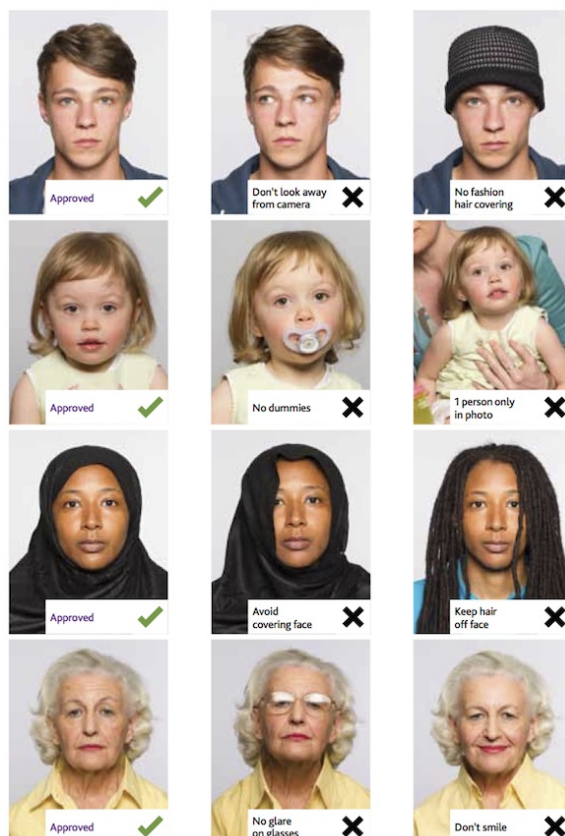 Approved
Don't look away
from camera
No fashion
hair covering
Approved
No dummies
1 person only
in photo
Approved
Avoid
covering face
Keep hair
off face
Approved
No glare
on glasses
Don't smile